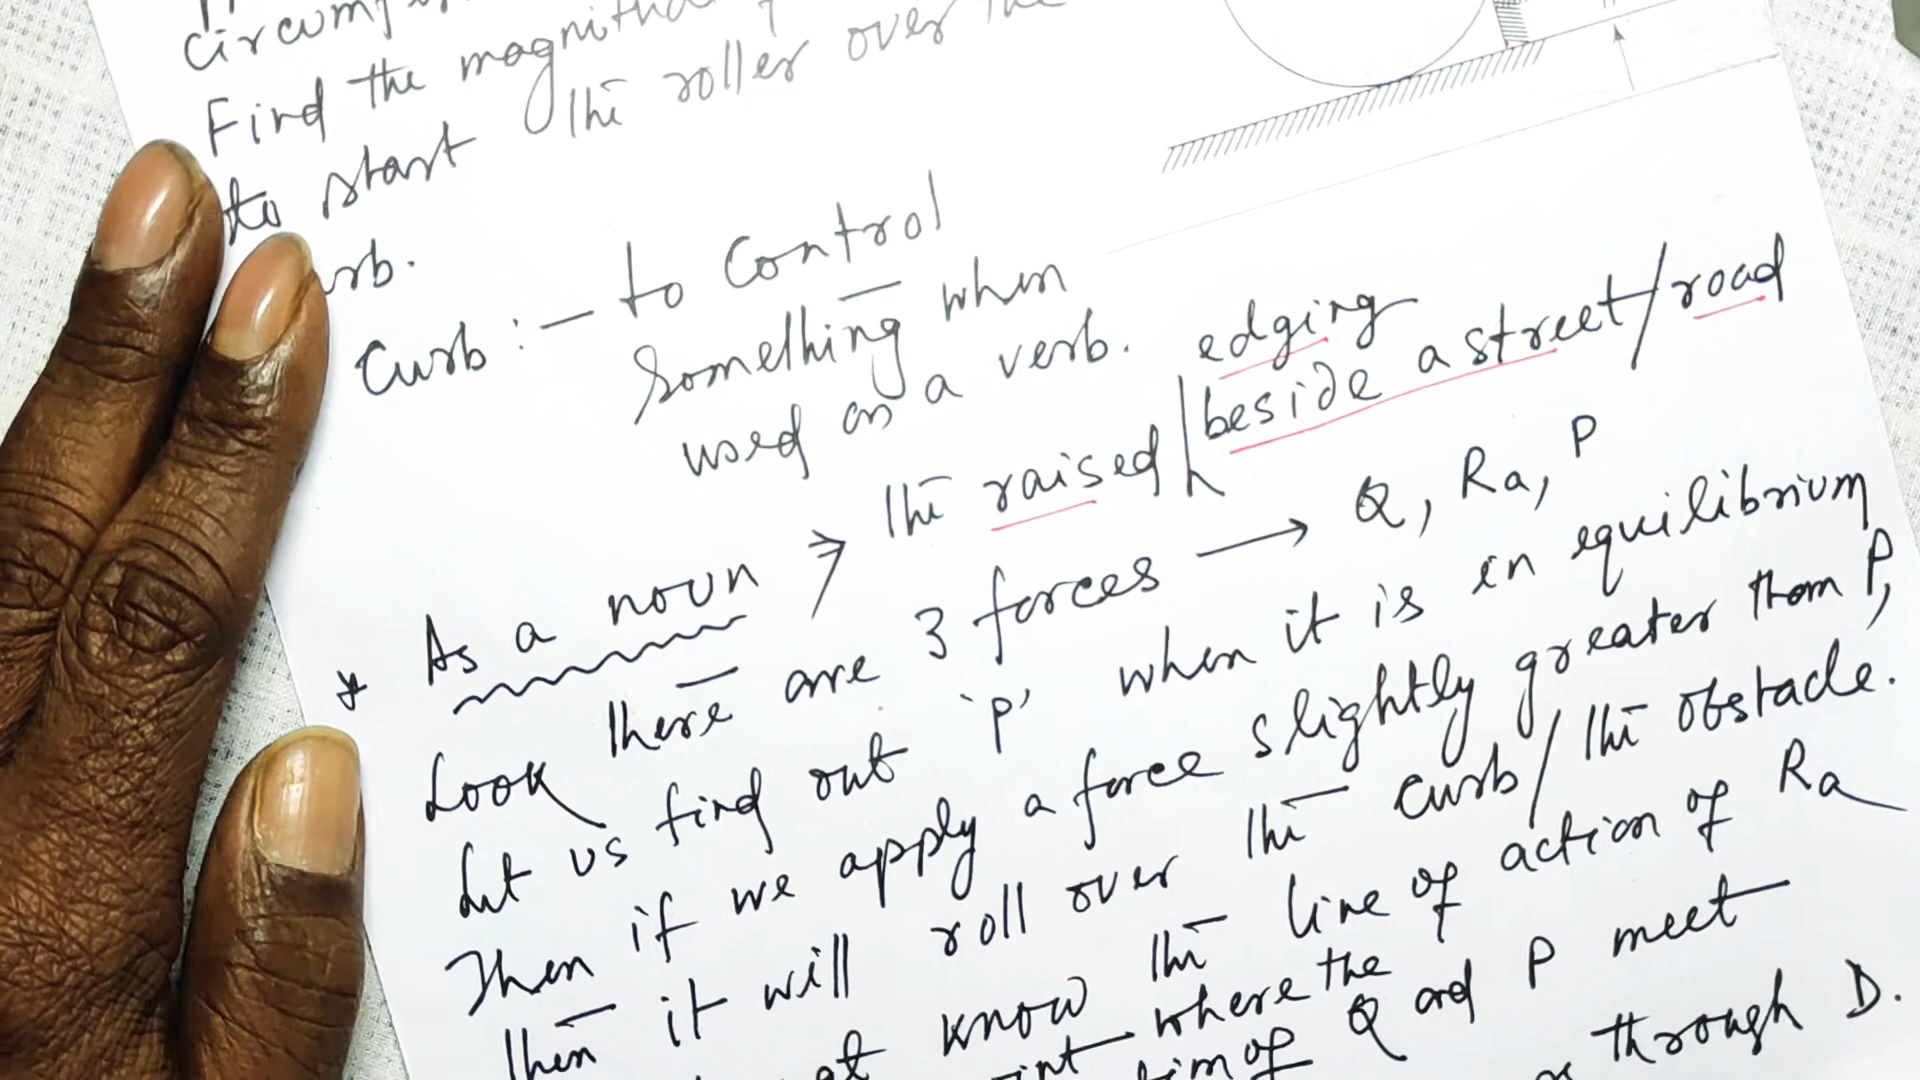 Find the
to start the roller over the
Curb :- to control
something when
used as a verb.
* As a noun → the raised edging
beside a street/road
Look there are 3 forces → Q, Ra, P
Let us find out 'P' when it is in equilibrium
Then if we apply a force slightly greater than P,
then it will roll over the curb/the obstacle.
know the line of action of Ra
where the
of Q and P meet
through D.